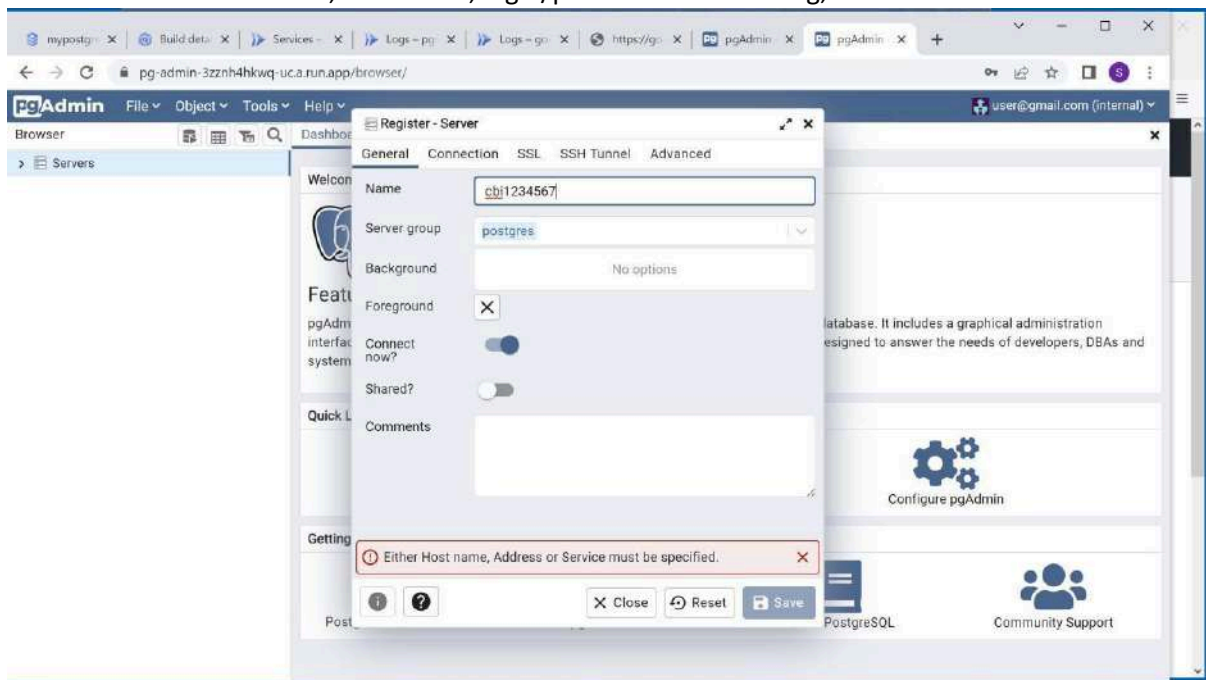 mypostg
Build deta
Services –
Logs – pg
Logs – go
https://go
pgAdmin
pgAdmin
pg-admin-3zznh4hkwq-uc.a.run.app/browser/
S
PgAdmin File Object Tools Help
user@gmail.com (internal)
Browser
Dashbo
Servers
Register - Server
General Connection SSL SSH Tunnel Advanced
Welcon
Name cbi1234567
Server group postgres
Background No options
Featu
Foreground
pgAdm
latabase. It includes a graphical administration
interfac
esigned to answer the needs of developers, DBAs and
system
Connect
now?
Shared?
Quick L
Comments
Configure pgAdmin
Getting
Either Host name, Address or Service must be specified.
Close Reset Save
Post
PostgreSQL
Community Support